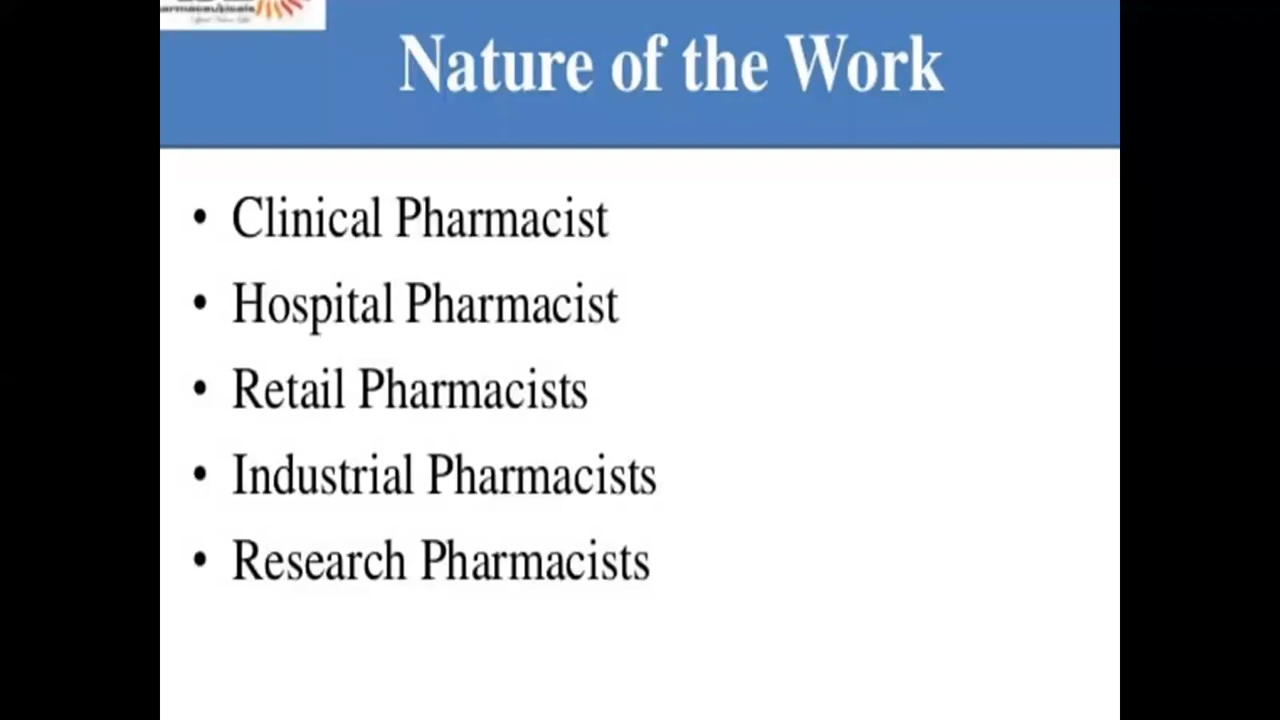 Nature of the Work
• Clinical Pharmacist
• Hospital Pharmacist
• Retail Pharmacists
• Industrial Pharmacists
• Research Pharmacists